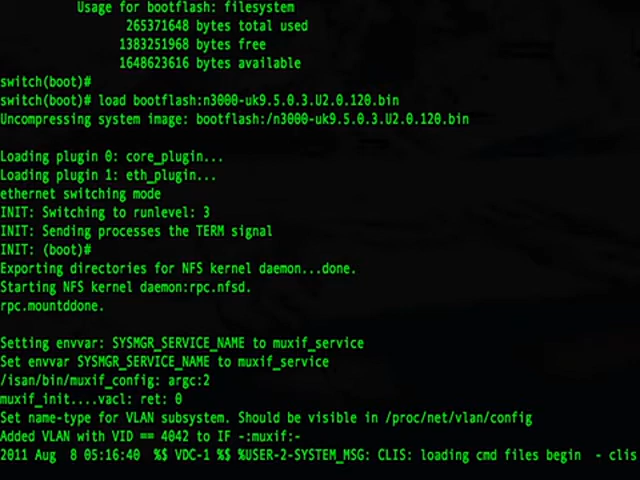 Usage for bootflash: filesystem
265371648 bytes total used
1383251968 bytes free
1648623616 bytes available
switch(boot)#
switch(boot)# load bootflash:n3000-uk9.5.0.3.U2.0.120.bin
Uncompressing system image: bootflash:/n3000-uk9.5.0.3.U2.0.120.bin
Loading plugin 0: core_plugin...
Loading plugin 1: eth_plugin...
ethernet switching mode
INIT: Switching to runlevel: 3
INIT: Sending processes the TERM signal
INIT: (boot)#
Exporting directories for NFS kernel daemon...done.
Starting NFS kernel daemon:rpc.nfsd.
rpc.mountddone.
Setting envvar: SYSMGR_SERVICE_NAME to muxif_service
Set envvar SYSMGR_SERVICE_NAME to muxif_service
/isan/bin/muxif_config: argc:2
muxif_init....vacl: ret: 0
Set name-type for VLAN subsystem. Should be visible in /proc/net/vlan/config
Added VLAN with VID == 4042 to IF -:muxif:-
2011 Aug  8 05:16:40  %$ VDC-1 %$ %USER-2-SYSTEM_MSG: CLIS: loading cmd files begin  - clis